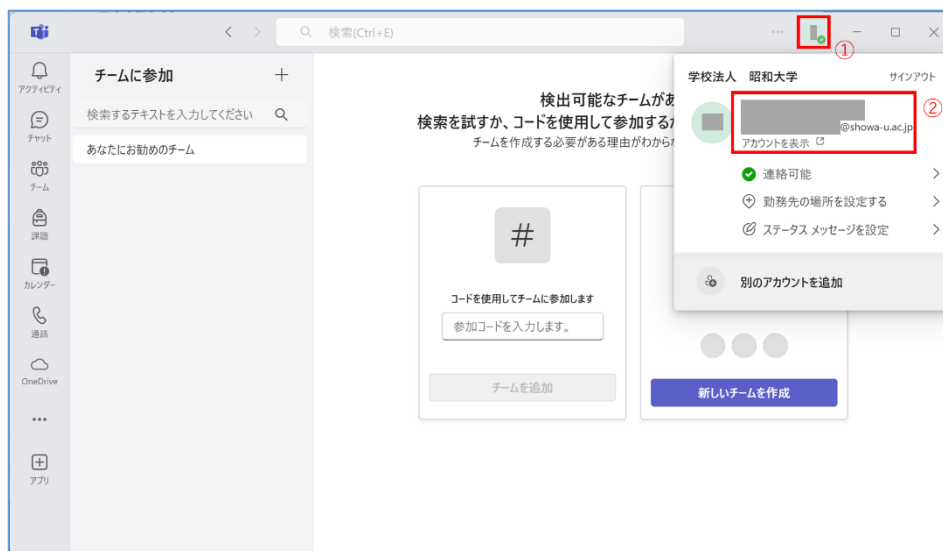 検索(Ctrl+E)
①
アクティビティ
チャット
チーム
課題
カレンダー
通話
OneDrive
アプリ
チームに参加
検索するテキストを入力してください
あなたにお勧めのチーム
検出可能なチームがあ
検索を試すか、コードを使用して参加する
チームを作成する必要がある理由がわから
#
コードを使用してチームに参加します
参加コードを入力します。
チームを追加
新しいチームを作成
学校法人 昭和大学
サインアウト
②
@showa-u.ac.jp
アカウントを表示
連絡可能
勤務先の場所を設定する
ステータス メッセージを設定
別のアカウントを追加